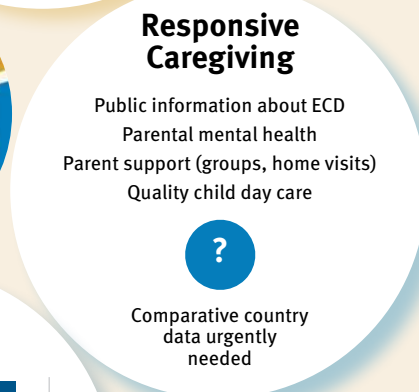 Responsive
Caregiving
Public information about ECD
Parental mental health
Parent support (groups, home visits)
Quality child day care
?
Comparative country
data urgently
needed